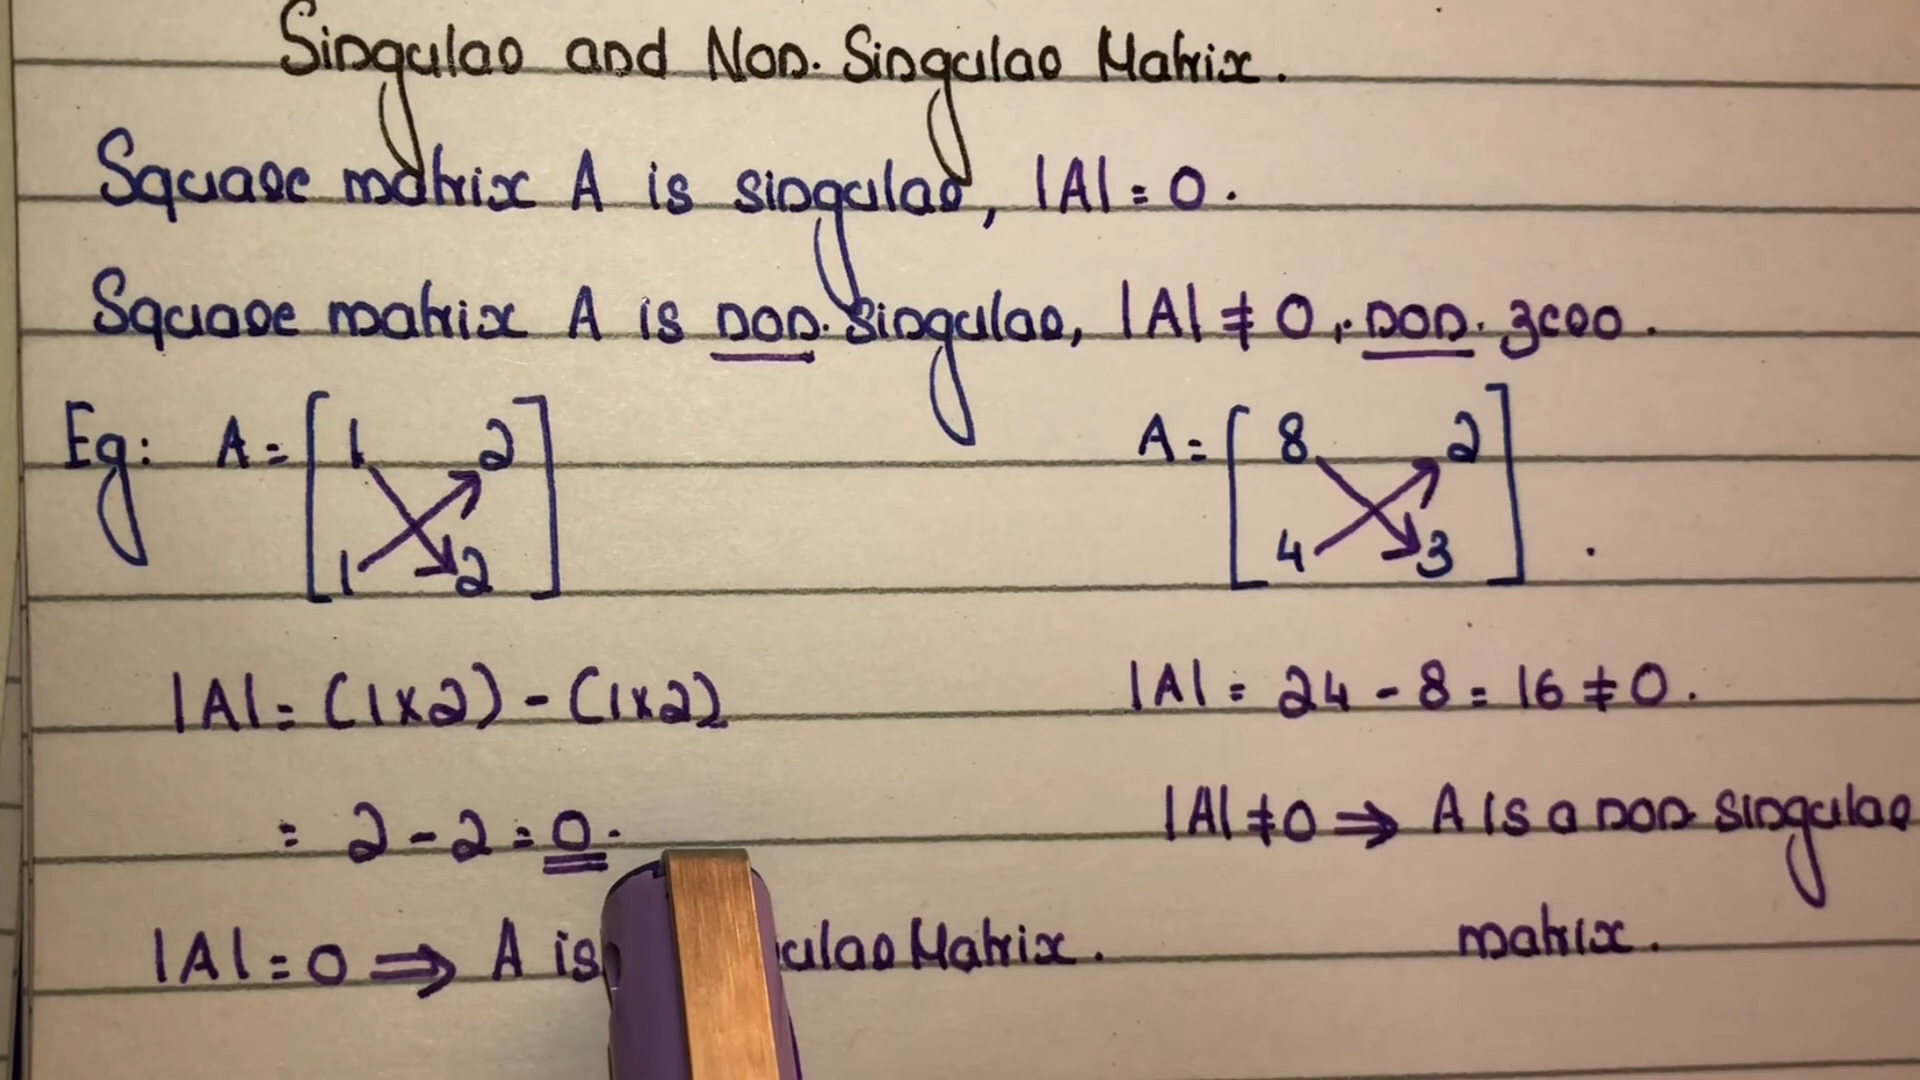 Singular and Non. Singular Matrix.
Square matrix A is singular, |A| = 0.
Square matrix A is non. singular, |A| ≠ 0, non. zero.
Eg: A = [ 1 2
1 2 ]
|A| = (1×2) - (1×2)
= 2 - 2 = 0.
|A| = 0 ⇒ A is Matrix.
A = [ 8 2
4 3 ] .
|A| = 24 - 8 = 16 ≠ 0.
|A| ≠ 0 ⇒ A is a non singular
matrix.